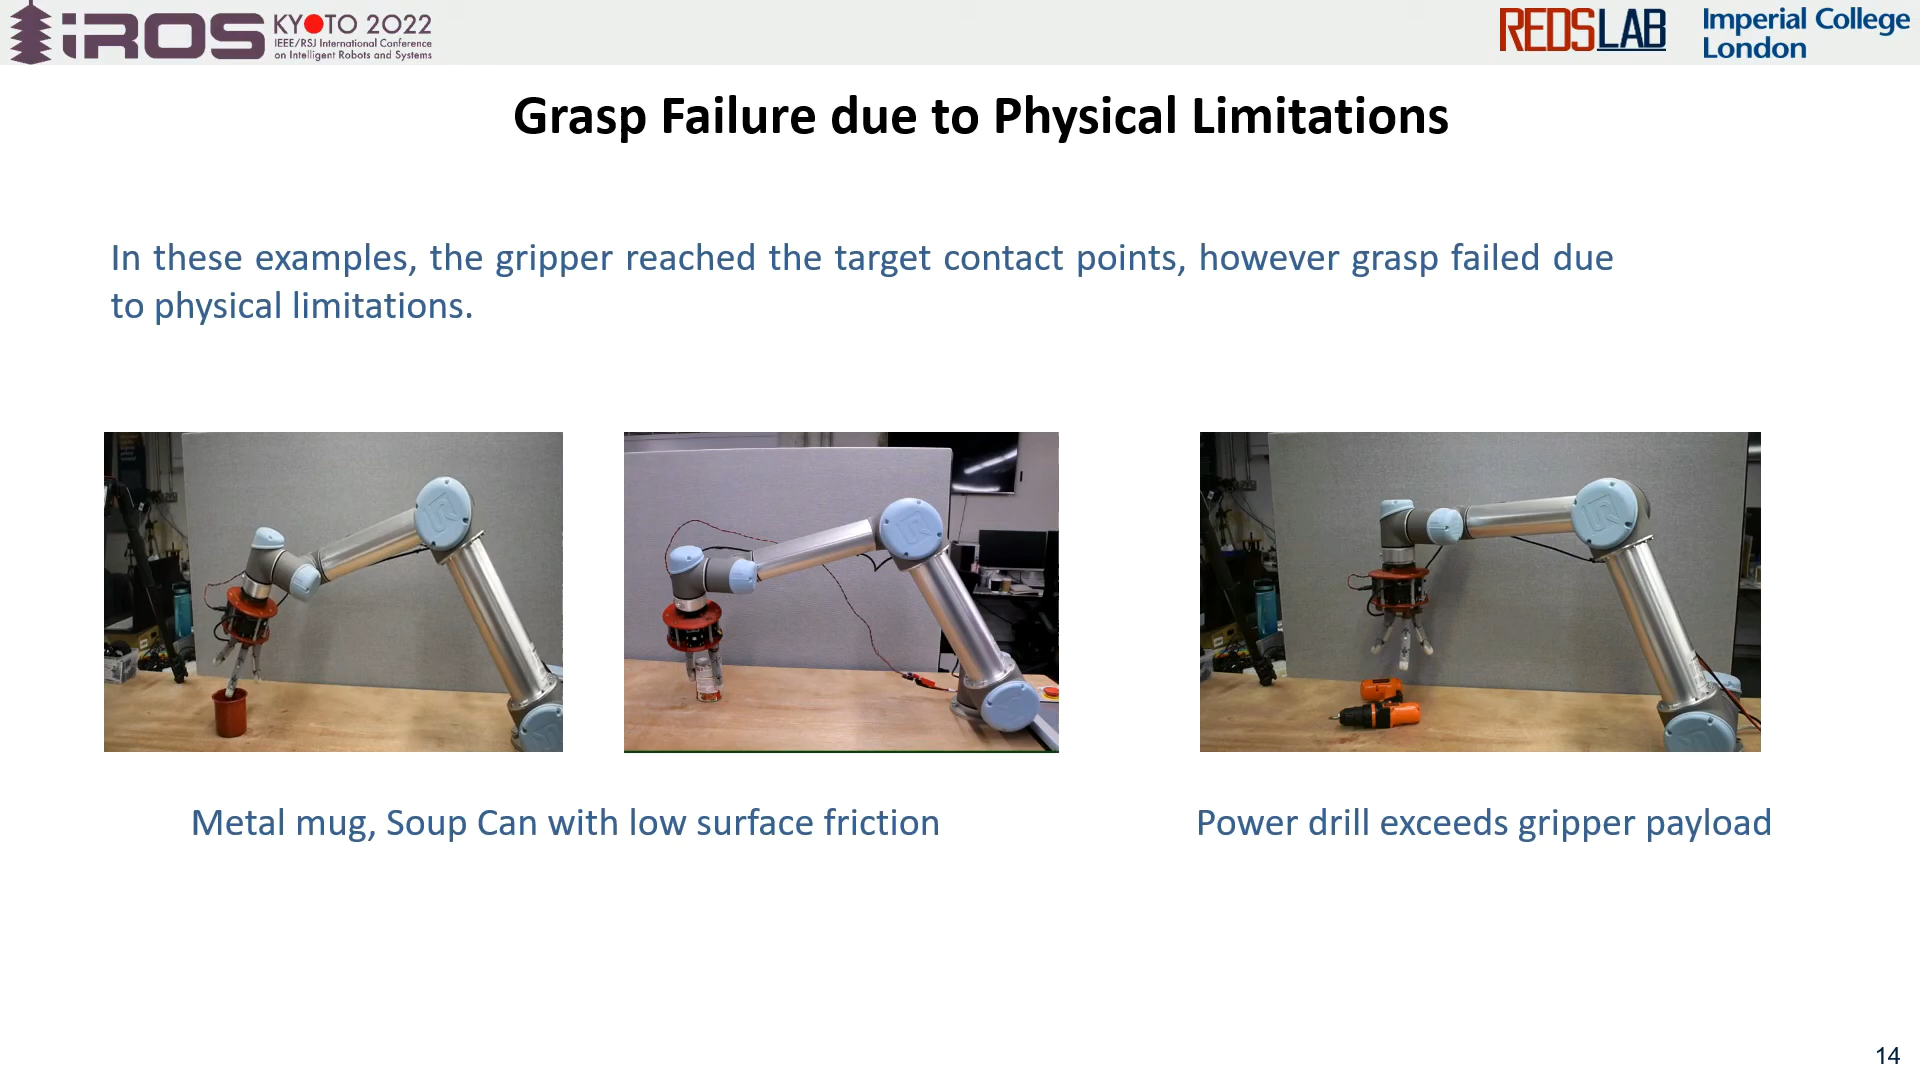 iROS
KYOTO 2022
IEEE/RSJ International Conference
on Intelligent Robots and Systems
REDSLAB
Imperial College
London
Grasp Failure due to Physical Limitations
In these examples, the gripper reached the target contact points, however grasp failed due
to physical limitations.
Metal mug, Soup Can with low surface friction
Power drill exceeds gripper payload
14